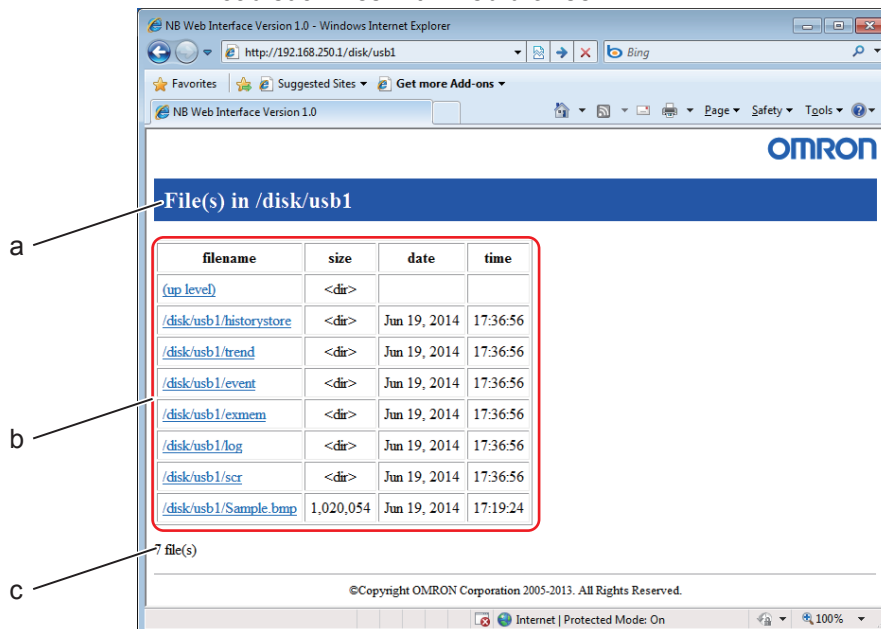 NB Web Interface Version 1.0 - Windows Internet Explorer
http://192.168.250.1/disk/usb1
Bing
Favorites Suggested Sites Get more Add-ons
NB Web Interface Version 1.0
Page Safety Tools
OMRON
File(s) in /disk/usb1
a
filename size date time
(up level) <dir>
/disk/usb1/historystore <dir> Jun 19, 2014 17:36:56
/disk/usb1/trend <dir> Jun 19, 2014 17:36:56
/disk/usb1/event <dir> Jun 19, 2014 17:36:56
/disk/usb1/exmem <dir> Jun 19, 2014 17:36:56
b
/disk/usb1/log <dir> Jun 19, 2014 17:36:56
/disk/usb1/scr <dir> Jun 19, 2014 17:36:56
/disk/usb1/Sample.bmp 1,020,054 Jun 19, 2014 17:19:24
7 file(s)
c
©Copyright OMRON Corporation 2005-2013. All Rights Reserved.
Internet | Protected Mode: On 100%